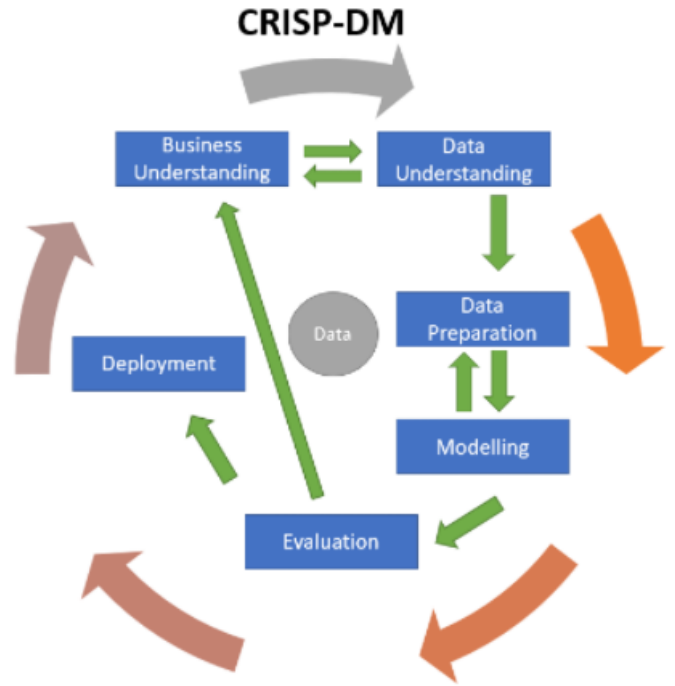 CRISP-DM
Business
Understanding
Data
Understanding
Data
Preparation
Data
Deployment
Modelling
Evaluation